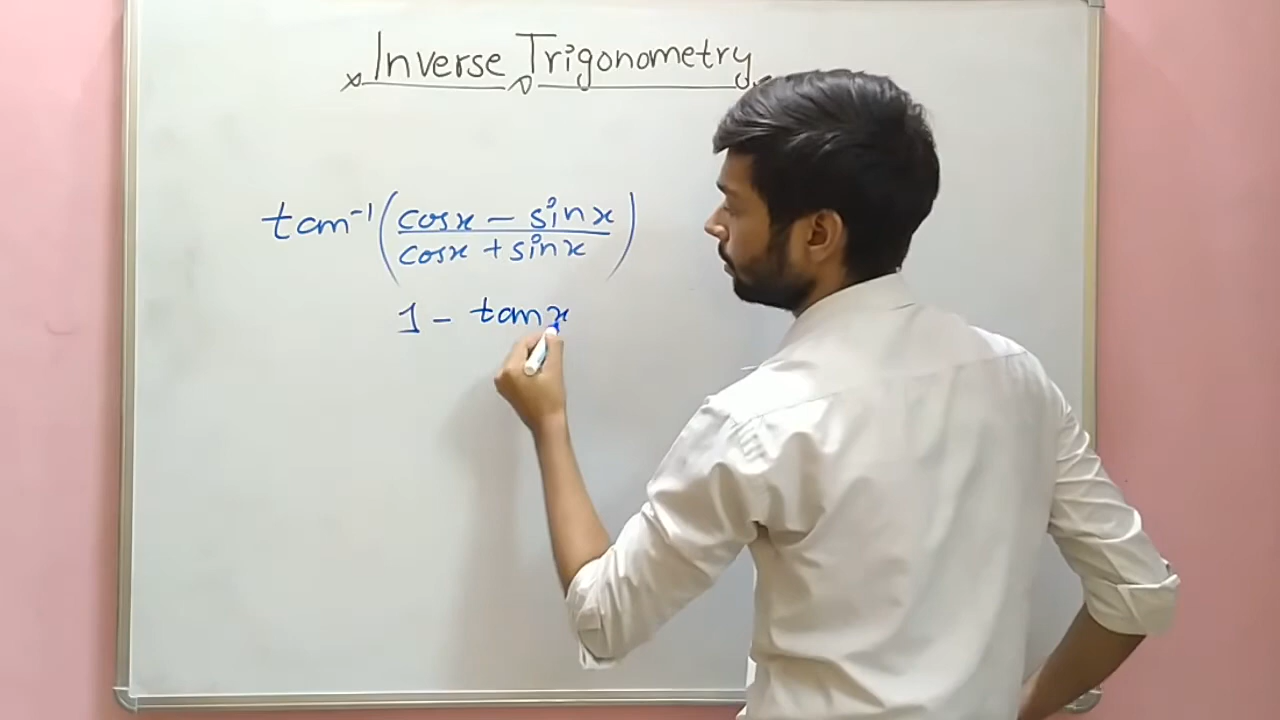 Inverse Trigonometry
tan⁻¹(cosx − sinx / cosx + sinx)
1 − tanx